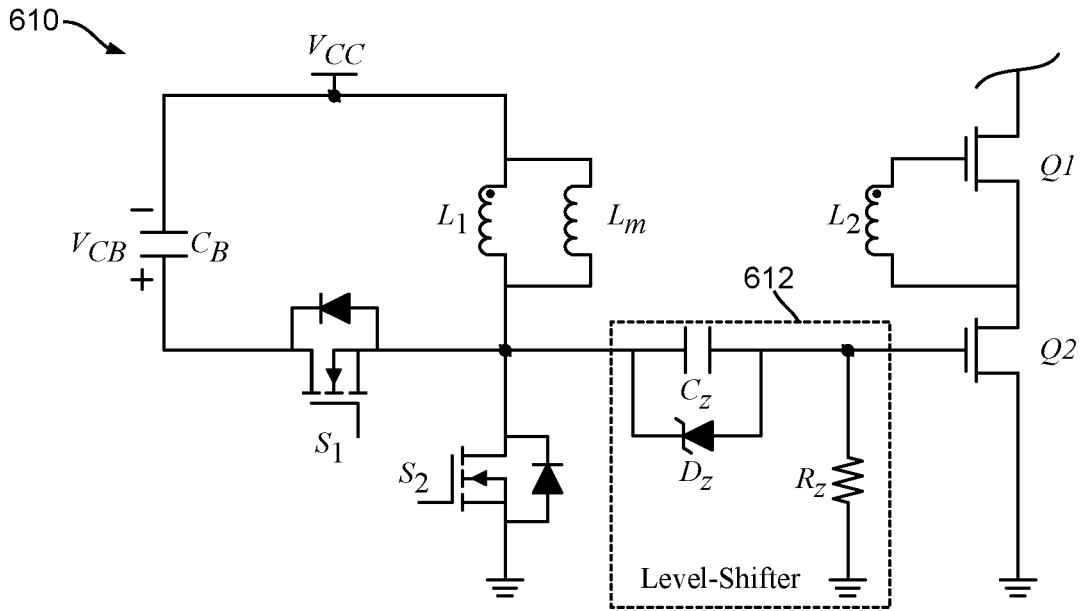 610
V_CC
Q1
L_1
L_m
L_2
V_CB
C_B
612
Q2
C_z
S_1
D_z
S_2
R_z
Level-Shifter